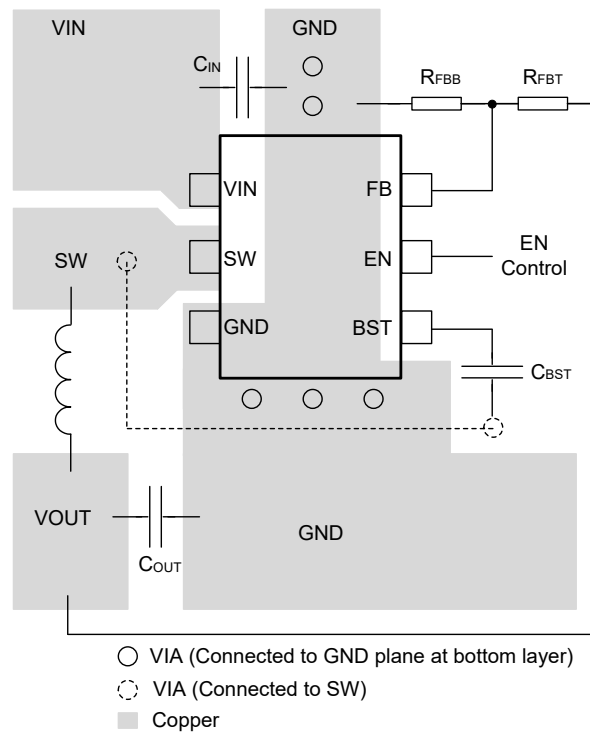 VIN
GND
CIN
RFBB
RFBT
VIN
FB
SW
SW
EN
EN
Control
GND
BST
CBST
VOUT
COUT
GND
VIA (Connected to GND plane at bottom layer)
VIA (Connected to SW)
Copper